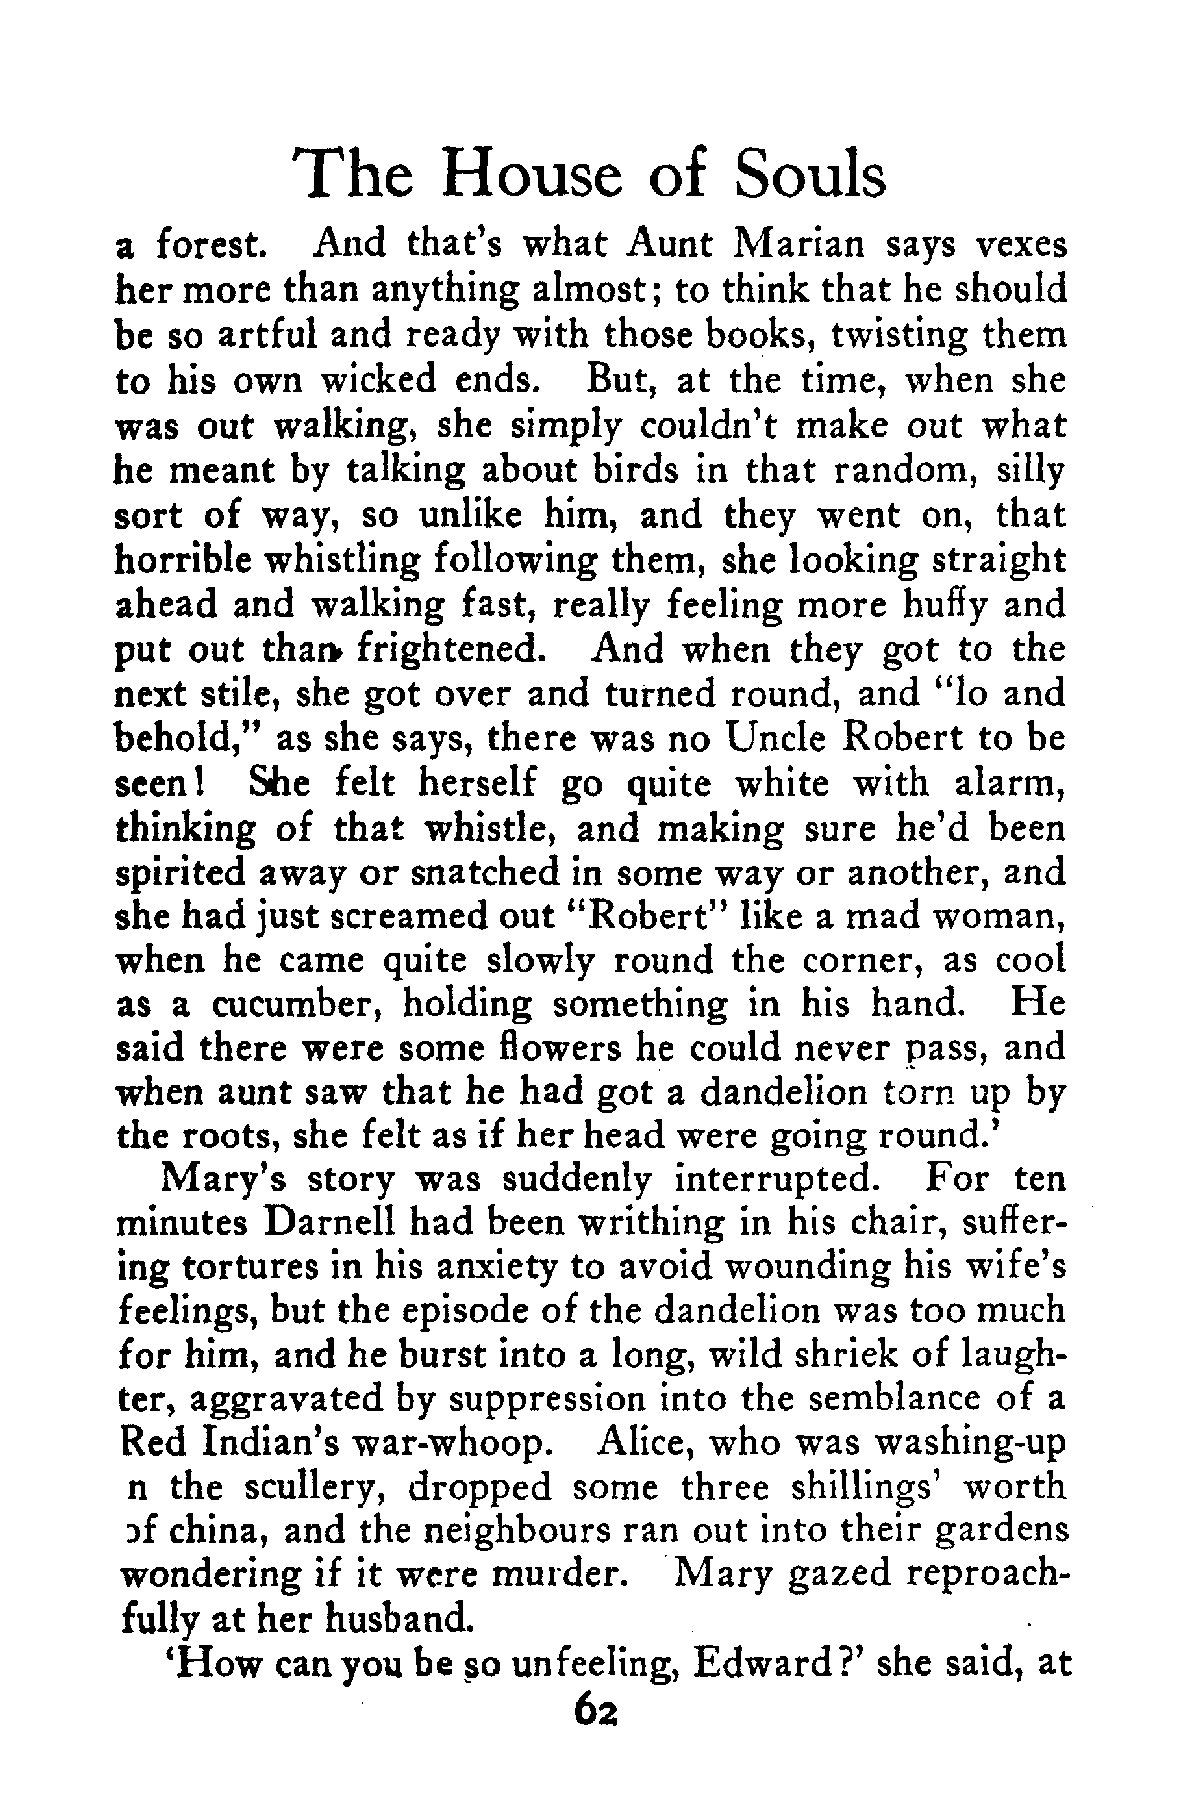 The House of Souls
a forest. And that's what Aunt Marian says vexes
her more than anything almost; to think that he should
be so artful and ready with those books, twisting them
to his own wicked ends. But, at the time, when she
was out walking, she simply couldn't make out what
he meant by talking about birds in that random, silly
sort of way, so unlike him, and they went on, that
horrible whistling following them, she looking straight
ahead and walking fast, really feeling more huffy and
put out than frightened. And when they got to the
next stile, she got over and turned round, and “lo and
behold,” as she says, there was no Uncle Robert to be
seen! She felt herself go quite white with alarm,
thinking of that whistle, and making sure he'd been
spirited away or snatched in some way or another, and
she had just screamed out “Robert” like a mad woman,
when he came quite slowly round the corner, as cool
as a cucumber, holding something in his hand. He
said there were some flowers he could never pass, and
when aunt saw that he had got a dandelion torn up by
the roots, she felt as if her head were going round.'
Mary's story was suddenly interrupted. For ten
minutes Darnell had been writhing in his chair, suffer-
ing tortures in his anxiety to avoid wounding his wife's
feelings, but the episode of the dandelion was too much
for him, and he burst into a long, wild shriek of laugh-
ter, aggravated by suppression into the semblance of a
Red Indian's war-whoop. Alice, who was washing-up
n the scullery, dropped some three shillings' worth
of china, and the neighbours ran out into their gardens
wondering if it were murder. Mary gazed reproach-
fully at her husband.
‘How can you be so unfeeling, Edward?’ she said, at
62